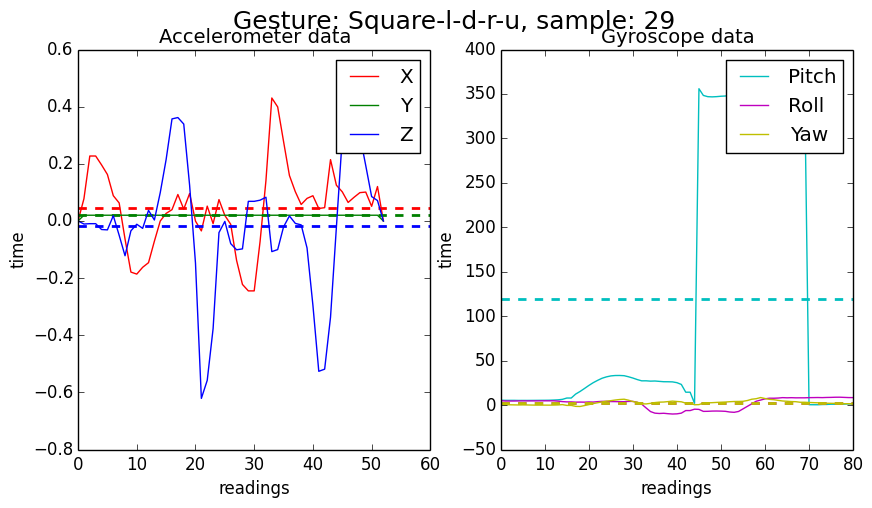 Gesture: Square-l-d-r-u, sample: 29
Accelerometer data
0.6
0.4
0.2
0.0
−0.2
−0.4
−0.6
−0.8
time
0 10 20 30 40 50 60
readings
X
Y
Z
Gyroscope data
400
350
300
250
200
150
100
50
0
−50
time
0 10 20 30 40 50 60 70 80
readings
Pitch
Roll
Yaw